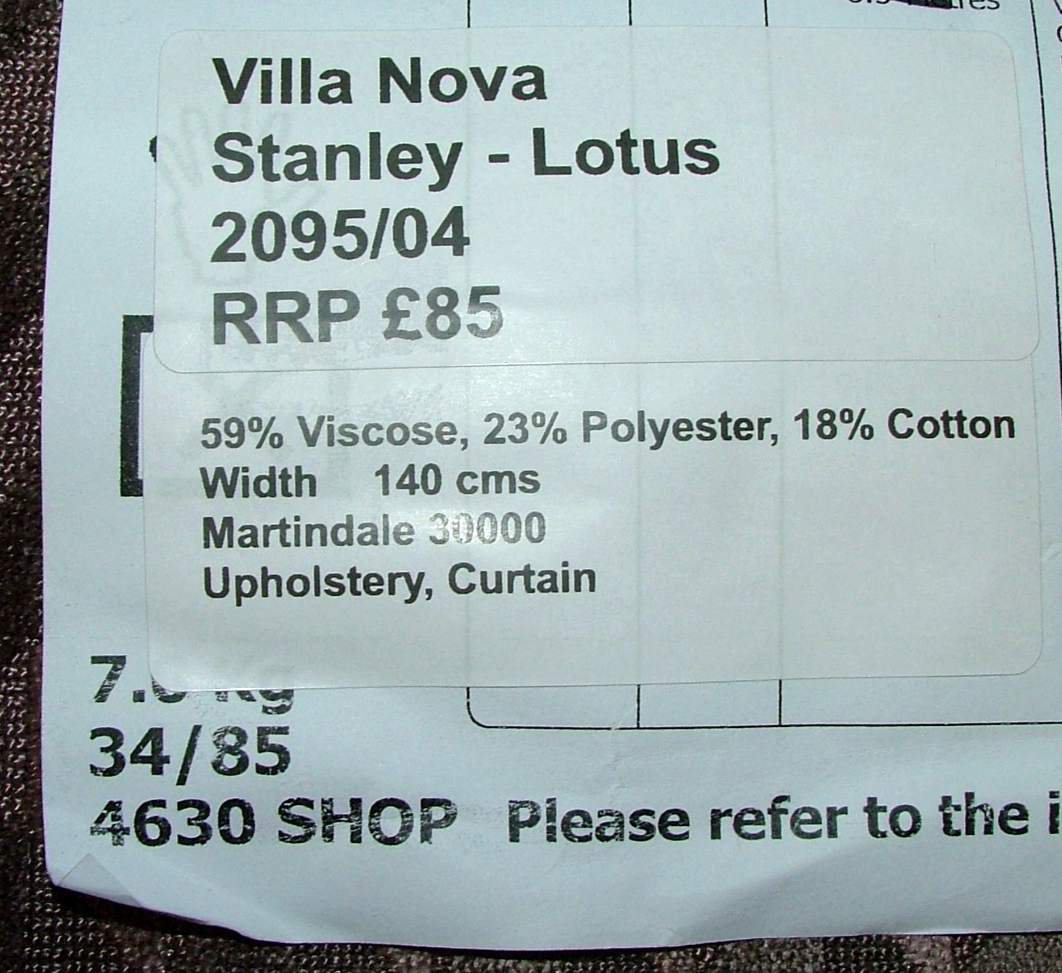 Villa Nova
Stanley - Lotus
2095/04
RRP £85
59% Viscose, 23% Polyester, 18% Cotton
Width 140 cms
Martindale 30000
Upholstery, Curtain
34/85
4630 SHOP Please refer to the